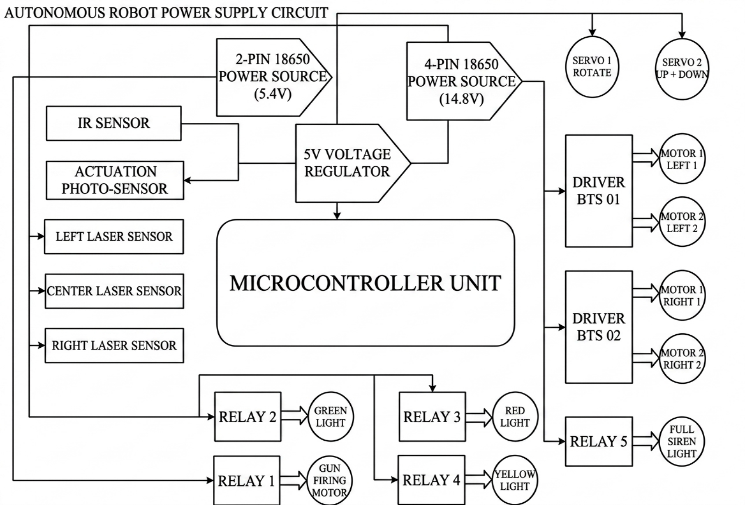 AUTONOMOUS ROBOT POWER SUPPLY CIRCUIT
2-PIN 18650
POWER SOURCE
(5.4V)
4-PIN 18650
POWER SOURCE
(14.8V)
SERVO 1
ROTATE
SERVO 2
UP + DOWN
IR SENSOR
5V VOLTAGE
REGULATOR
ACTUATION
PHOTO-SENSOR
DRIVER
BTS 01
MOTOR 1
LEFT 1
MOTOR 2
LEFT 2
LEFT LASER SENSOR
CENTER LASER SENSOR
RIGHT LASER SENSOR
MICROCONTROLLER UNIT
DRIVER
BTS 02
MOTOR 1
RIGHT 1
MOTOR 2
RIGHT 2
RELAY 2
GREEN
LIGHT
RELAY 3
RED
LIGHT
RELAY 5
FULL
SIREN
LIGHT
RELAY 1
GUN
FIRING
MOTOR
RELAY 4
YELLOW
LIGHT